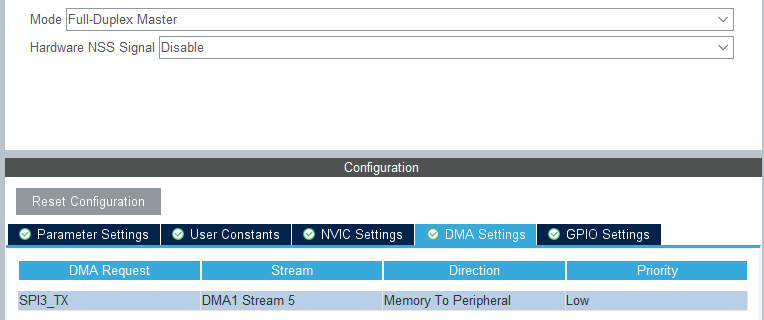 Mode Full-Duplex Master
Hardware NSS Signal Disable
Configuration
Reset Configuration
Parameter Settings User Constants NVIC Settings DMA Settings GPIO Settings
DMA Request Stream Direction Priority
SPI3_TX DMA1 Stream 5 Memory To Peripheral Low